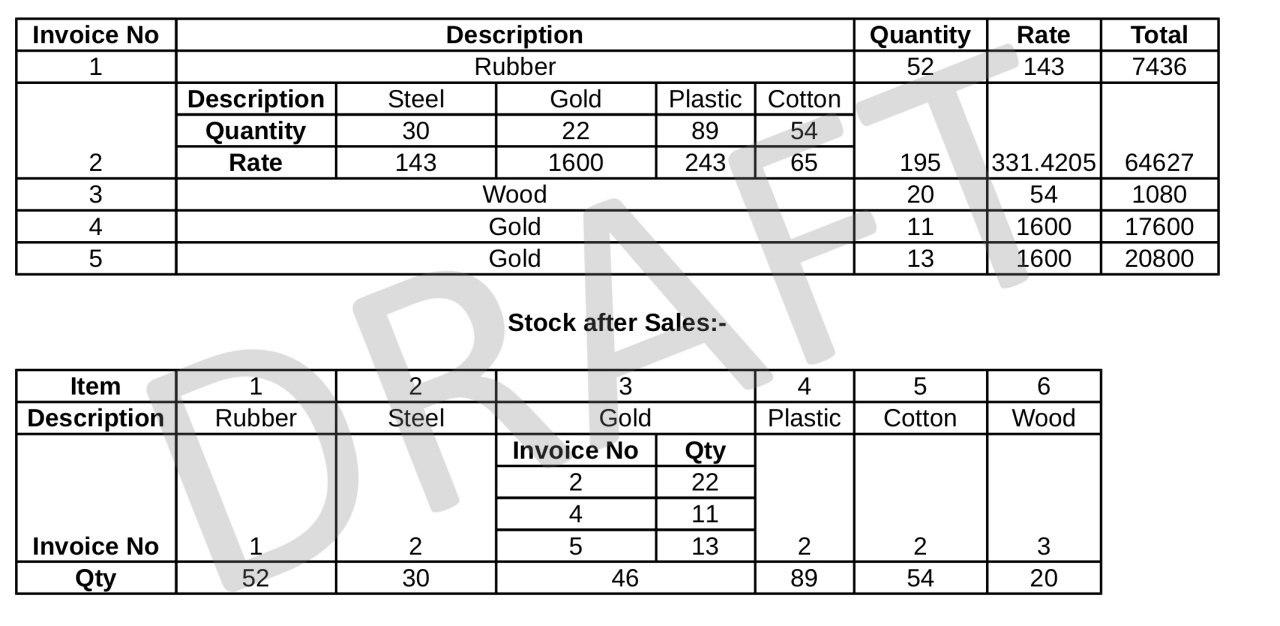 Invoice No Description Quantity Rate Total
1 Rubber 52 143 7436
Description Steel Gold Plastic Cotton
Quantity 30 22 89 54
2 Rate 143 1600 243 65 195 331.4205 64627
3 Wood 20 54 1080
4 Gold 11 1600 17600
5 Gold 13 1600 20800
DRAFT
Stock after Sales:-
Item 1 2 3 4 5 6
Description Rubber Steel Gold Plastic Cotton Wood
Invoice No Qty
2 22
4 11
Invoice No 1 2 5 13 2 2 3
Qty 52 30 46 89 54 20